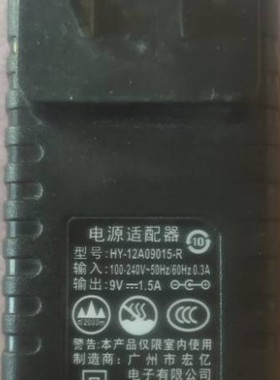 电源适配器
10
型号:HY-12A09015-R
输入:100-240V~50Hz/60Hz 0.3A
输出:9V⎓1.5A
2000
警告:本产品仅限室内使用
制造商:广州市宏亿
电子有限公司